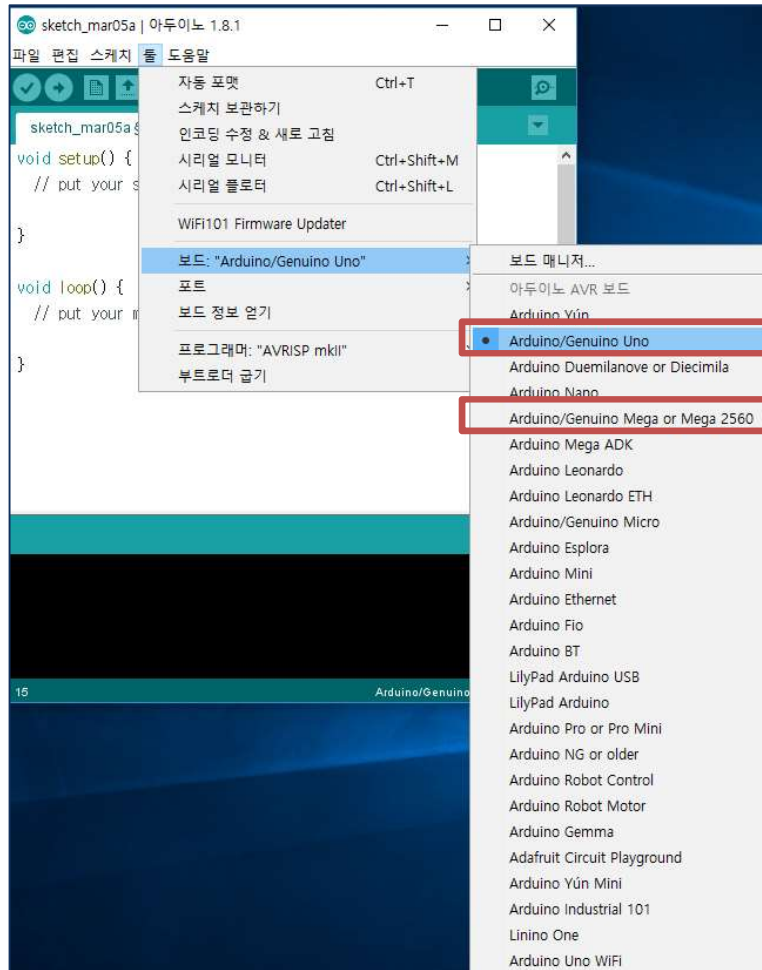 sketch_mar05a | 아두이노 1.8.1
파일 편집 스케치 툴 도움말
sketch_mar05a §
void setup() {
// put your s
}
void loop() {
// put your m
}
자동 포맷 Ctrl+T
스케치 보관하기
인코딩 수정 & 새로 고침
시리얼 모니터 Ctrl+Shift+M
시리얼 플로터 Ctrl+Shift+L
WiFi101 Firmware Updater
보드: "Arduino/Genuino Uno"
포트
보드 정보 얻기
프로그래머: "AVRISP mkII"
부트로더 굽기
보드 매니저...
아두이노 AVR 보드
Arduino Yún
Arduino/Genuino Uno
Arduino Duemilanove or Diecimila
Arduino Nano
Arduino/Genuino Mega or Mega 2560
Arduino Mega ADK
Arduino Leonardo
Arduino Leonardo ETH
Arduino/Genuino Micro
Arduino Esplora
Arduino Mini
Arduino Ethernet
Arduino Fio
Arduino BT
LilyPad Arduino USB
LilyPad Arduino
Arduino Pro or Pro Mini
Arduino NG or older
Arduino Robot Control
Arduino Robot Motor
Arduino Gemma
Adafruit Circuit Playground
Arduino Yún Mini
Arduino Industrial 101
Linino One
Arduino Uno WiFi
15 Arduino/Genuino